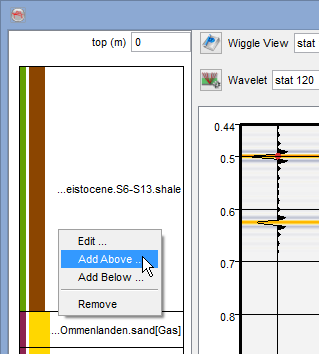 top (m) 0
Wiggle View stat
Wavelet stat 120
...eistocene.S6-S13.shale
Edit ...
Add Above ...
Add Below ...
Remove
...Ommenlanden.sand[Gas]
0.44
0.5
0.6
0.7
0.8